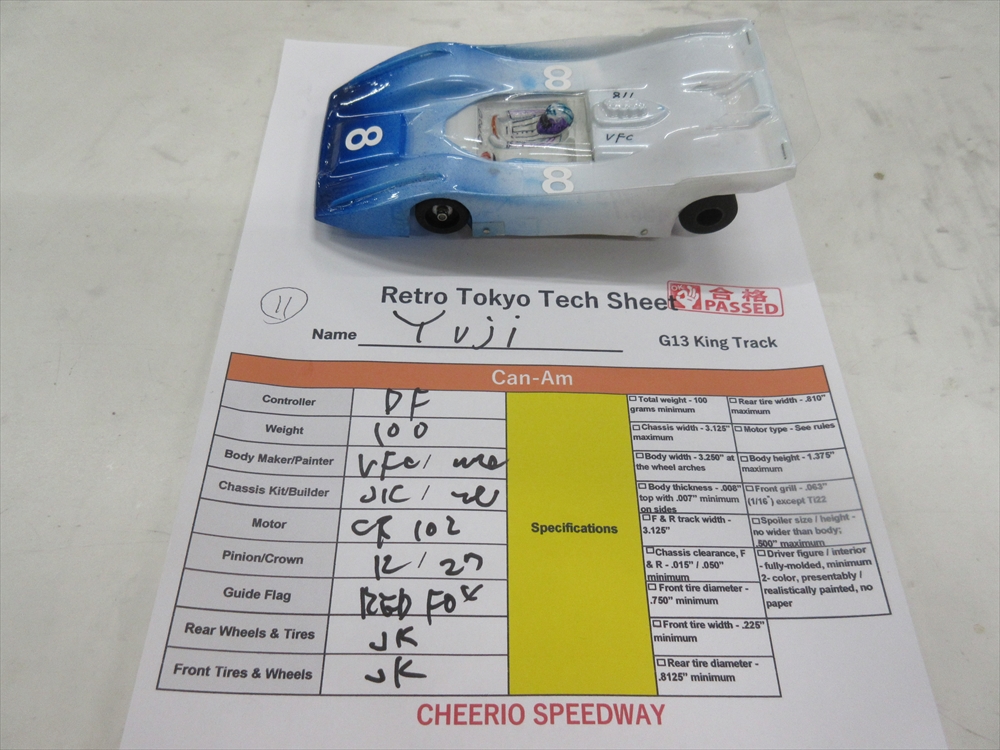 8
8
8
811
VFC
11
Retro Tokyo Tech Sheet
合格
PASSED
Name Yuji
G13 King Track
Can-Am
Controller DF
Weight 100
Body Maker/Painter VFC/
Chassis Kit/Builder JK /
Motor CR 102
Pinion/Crown 12/27
Guide Flag RED FOX
Rear Wheels & Tires JK
Front Tires & Wheels JK
Specifications
Total weight - 100
grams minimum
Chassis width - 3.125"
maximum
Body width - 3.250" at
the wheel arches
Body thickness - .008"
top with .007" minimum
on sides
F & R track width -
3.125"
Chassis clearance, F
& R - .015" / .050"
minimum
Front tire diameter -
.750" minimum
Front tire width - .225"
minimum
Rear tire diameter -
.8125" minimum
Rear tire width - .810"
maximum
Motor type - See rules
Body height - 1.375"
maximum
Front grill - .063"
(1/16") except Ti22
Spoiler size / height -
no wider than body;
.500" maximum
Driver figure / interior
- fully-molded, minimum
2- color, presentably /
realistically painted, no
paper
CHEERIO SPEEDWAY